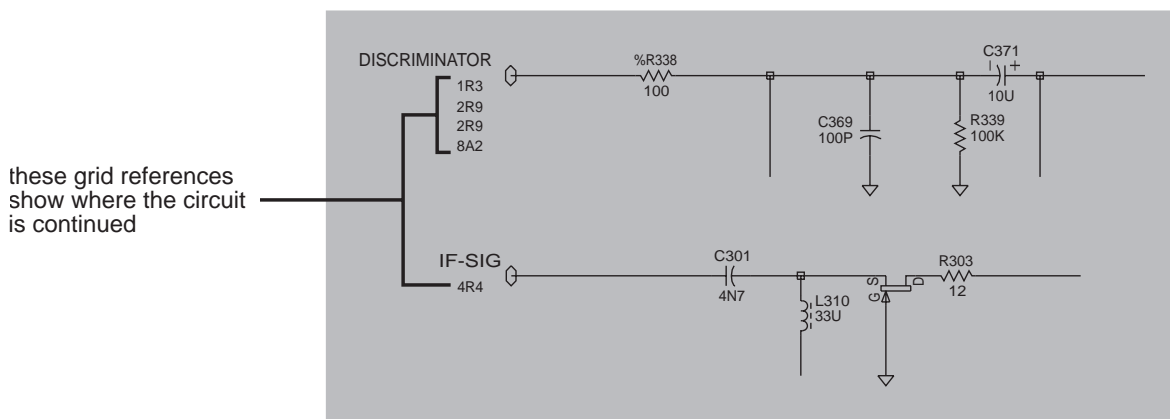 DISCRIMINATOR
1R3
2R9
2R9
8A2
%R338
100
C369
100P
R339
100K
C371
– +
10U
these grid references
show where the circuit
is continued
IF-SIG
4R4
C301
4N7
L310
33U
G S D
R303
12